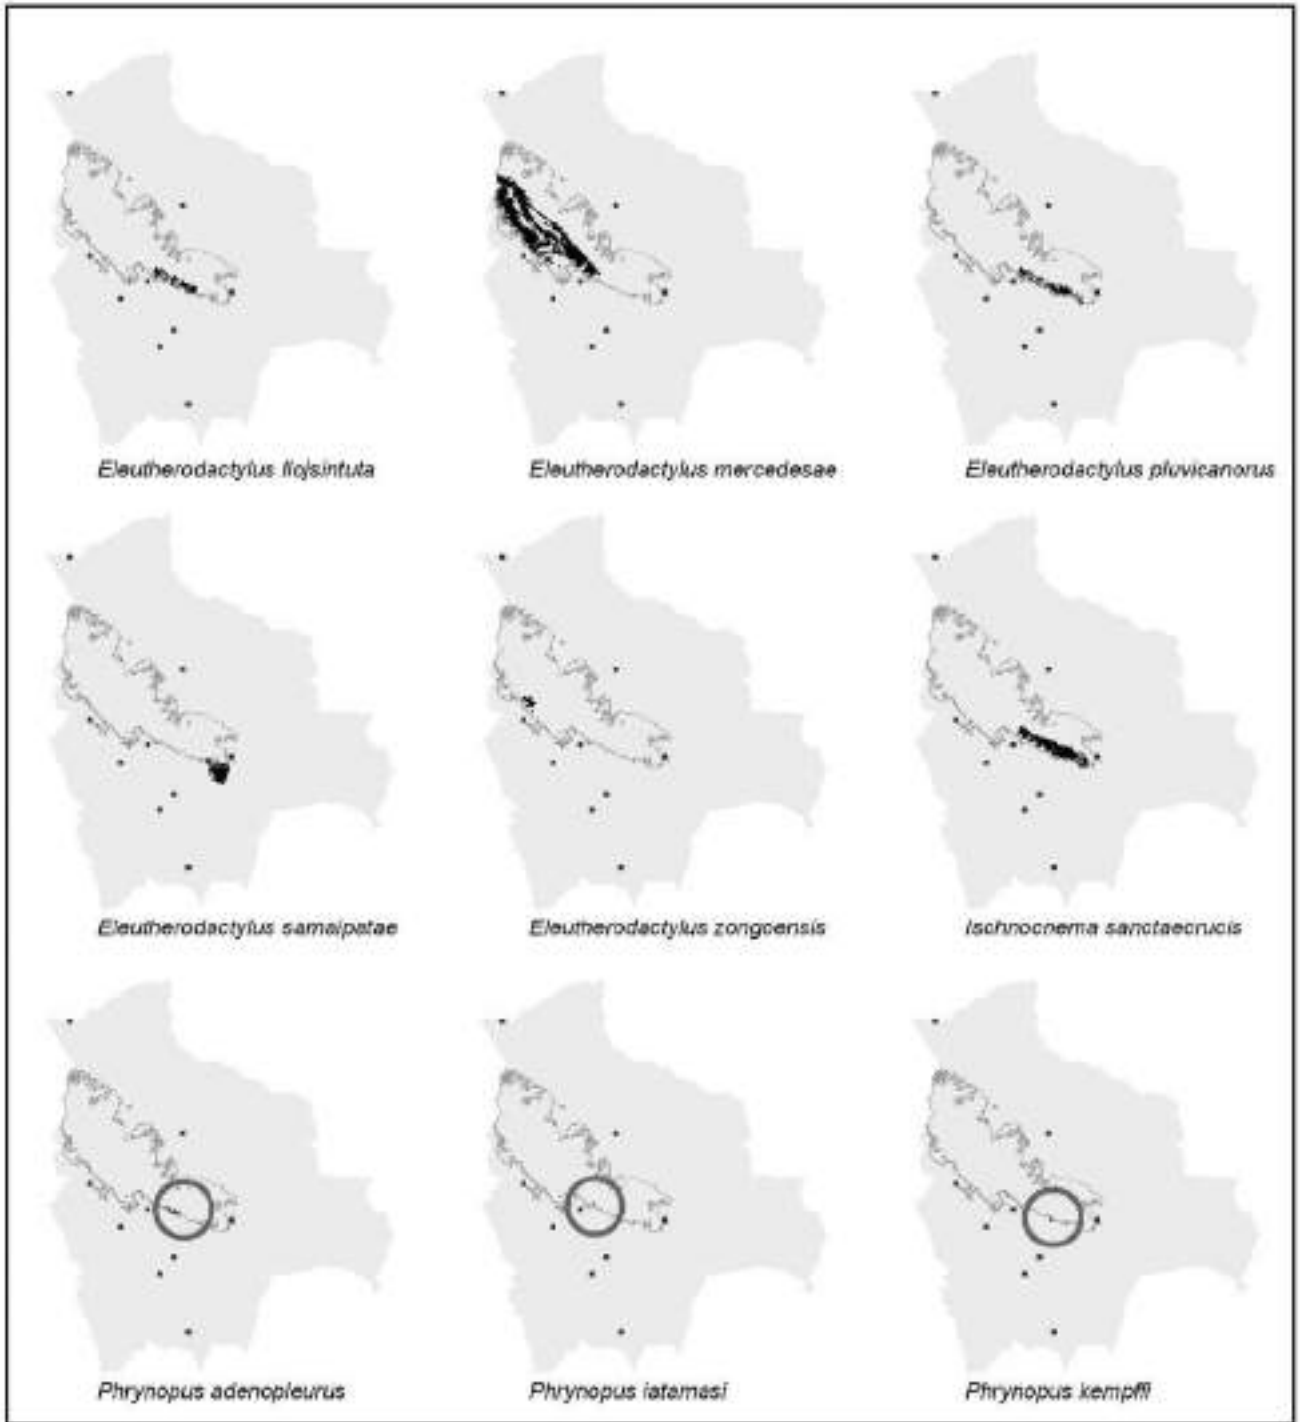 Eleutherodactylus llojsintuta
Eleutherodactylus mercedesae
Eleutherodactylus pluvicanorus
Eleutherodactylus samaipatae
Eleutherodactylus zongoensis
Ischnocnema sanctaecrucis
Phrynopus adenopleurus
Phrynopus iatamasi
Phrynopus kempffi